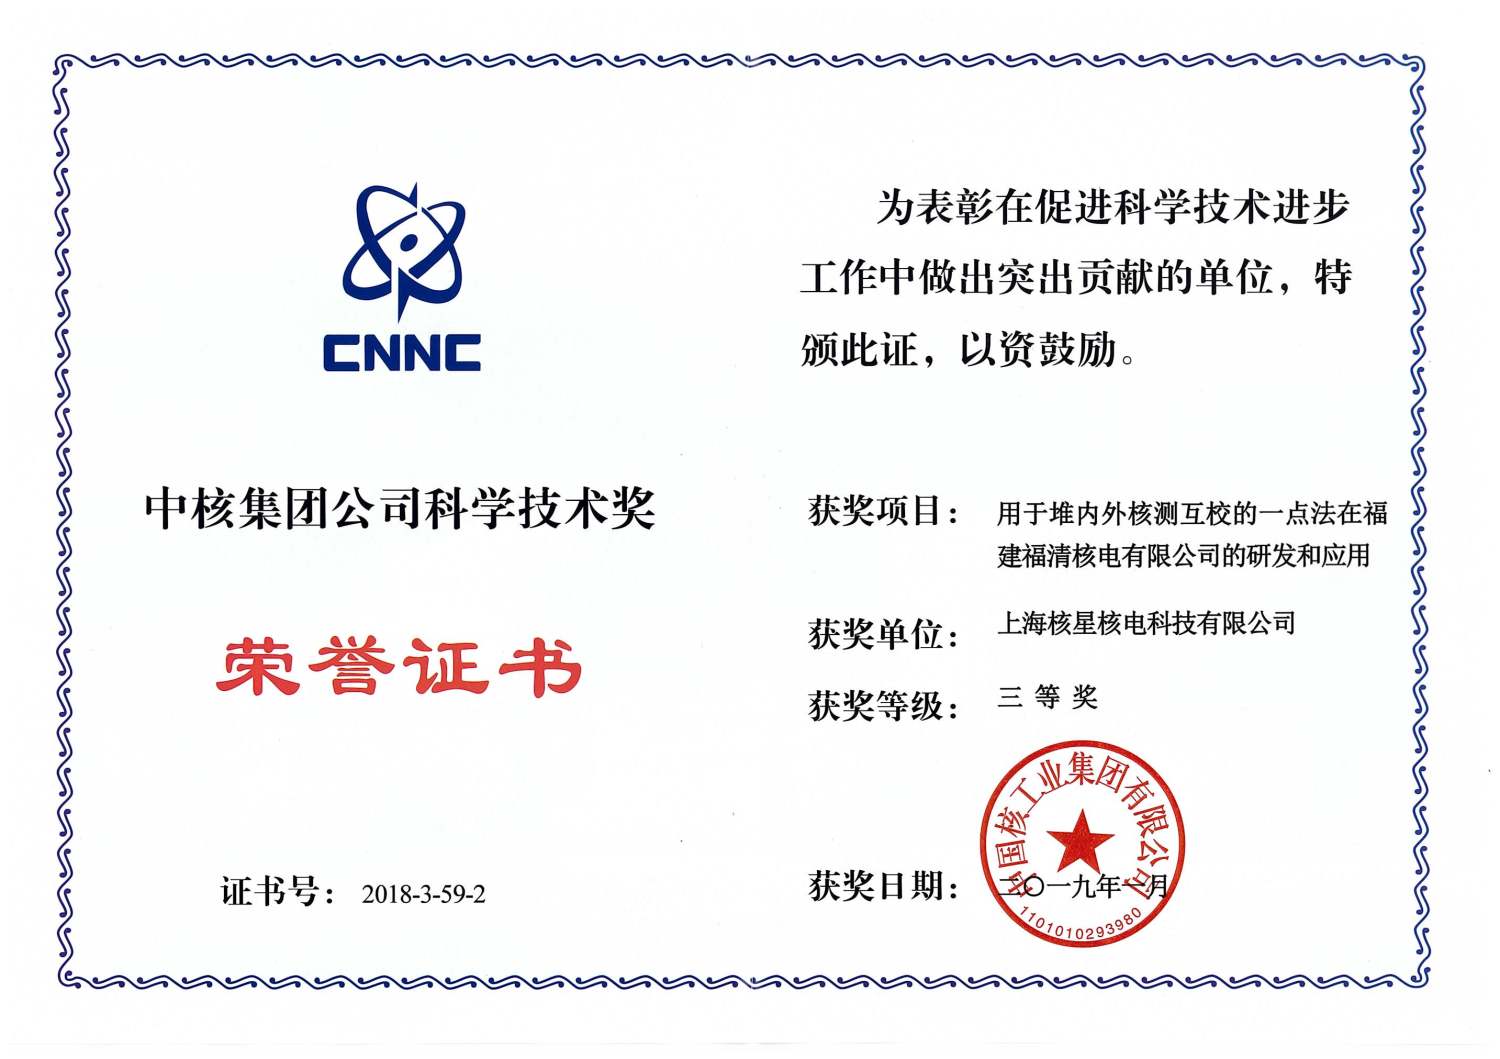 CNNC
中核集团公司科学技术奖
荣誉证书
证书号： 2018-3-59-2
为表彰在促进科学技术进步
工作中做出突出贡献的单位，特
颁此证，以资鼓励。
获奖项目： 用于堆内外核测互校的一点法在福
建福清核电有限公司的研发和应用
获奖单位： 上海核星核电科技有限公司
获奖等级： 三等奖
获奖日期： 二〇一九年一月
中国核工业集团有限公司
1101010293980